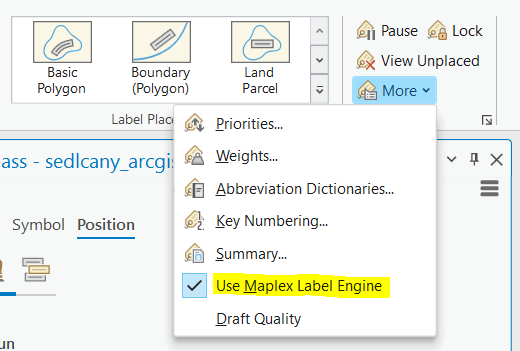 Basic
Polygon
Boundary
(Polygon)
Land
Parcel
Pause
Lock
View Unplaced
More
Label Plac
Priorities...
Weights...
Abbreviation Dictionaries...
Key Numbering...
Summary...
Use Maplex Label Engine
Draft Quality
ass - sedlcany_arcgis
Symbol
Position
un